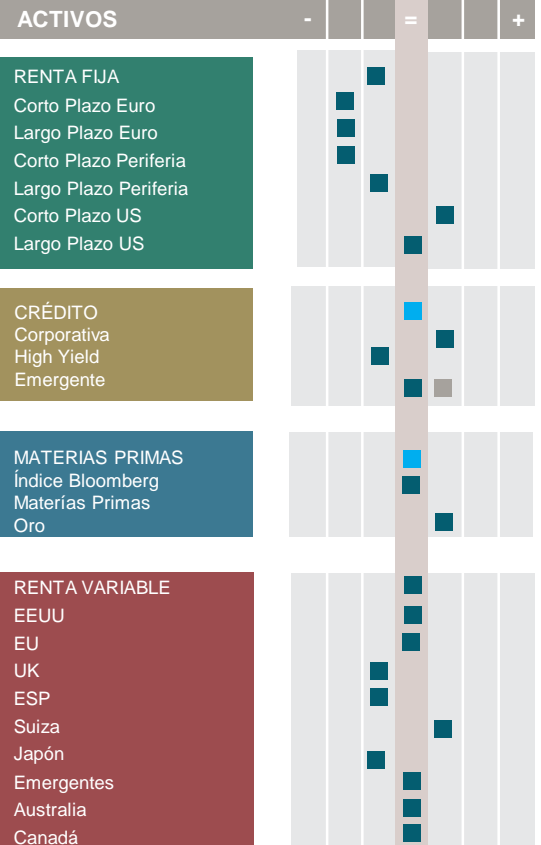 ACTIVOS - = +
RENTA FIJA
Corto Plazo Euro
Largo Plazo Euro
Corto Plazo Periferia
Largo Plazo Periferia
Corto Plazo US
Largo Plazo US
CRÉDITO
Corporativa
High Yield
Emergente
MATERIAS PRIMAS
Índice Bloomberg
Materías Primas
Oro
RENTA VARIABLE
EEUU
EU
UK
ESP
Suiza
Japón
Emergentes
Australia
Canadá